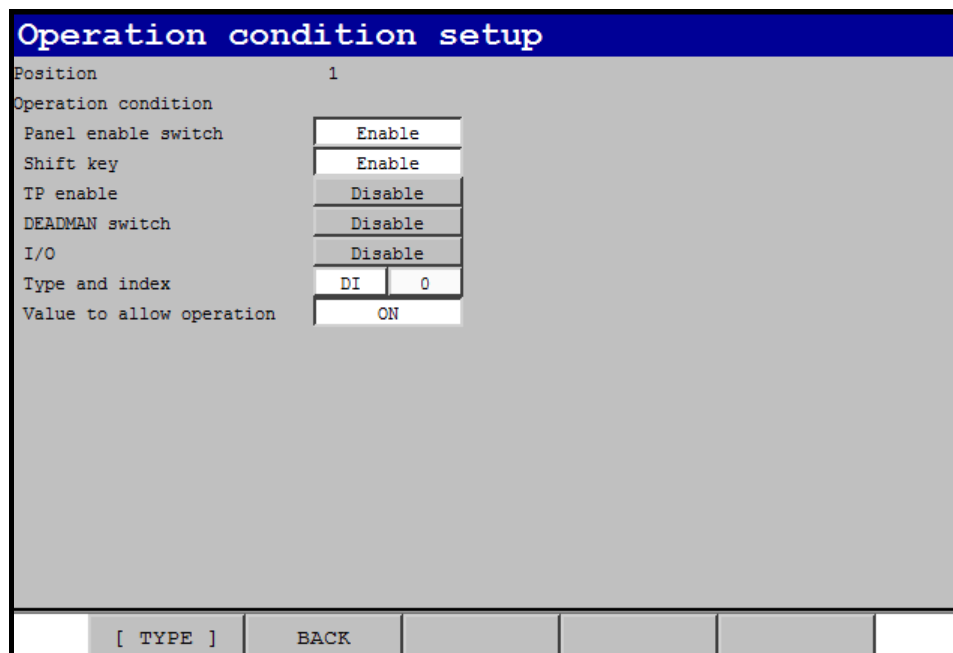 Operation condition setup
Position 1
Operation condition
Panel enable switch Enable
Shift key Enable
TP enable Disable
DEADMAN switch Disable
I/O Disable
Type and index DI 0
Value to allow operation ON
[ TYPE ] BACK